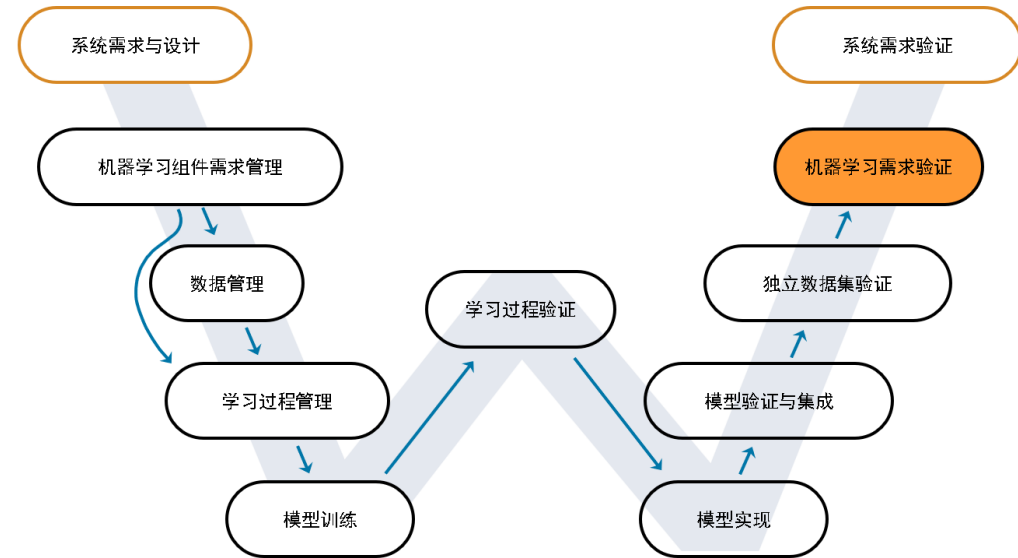 系统需求与设计
系统需求验证
机器学习组件需求管理
机器学习需求验证
数据管理
学习过程验证
独立数据集验证
学习过程管理
模型验证与集成
模型训练
模型实现